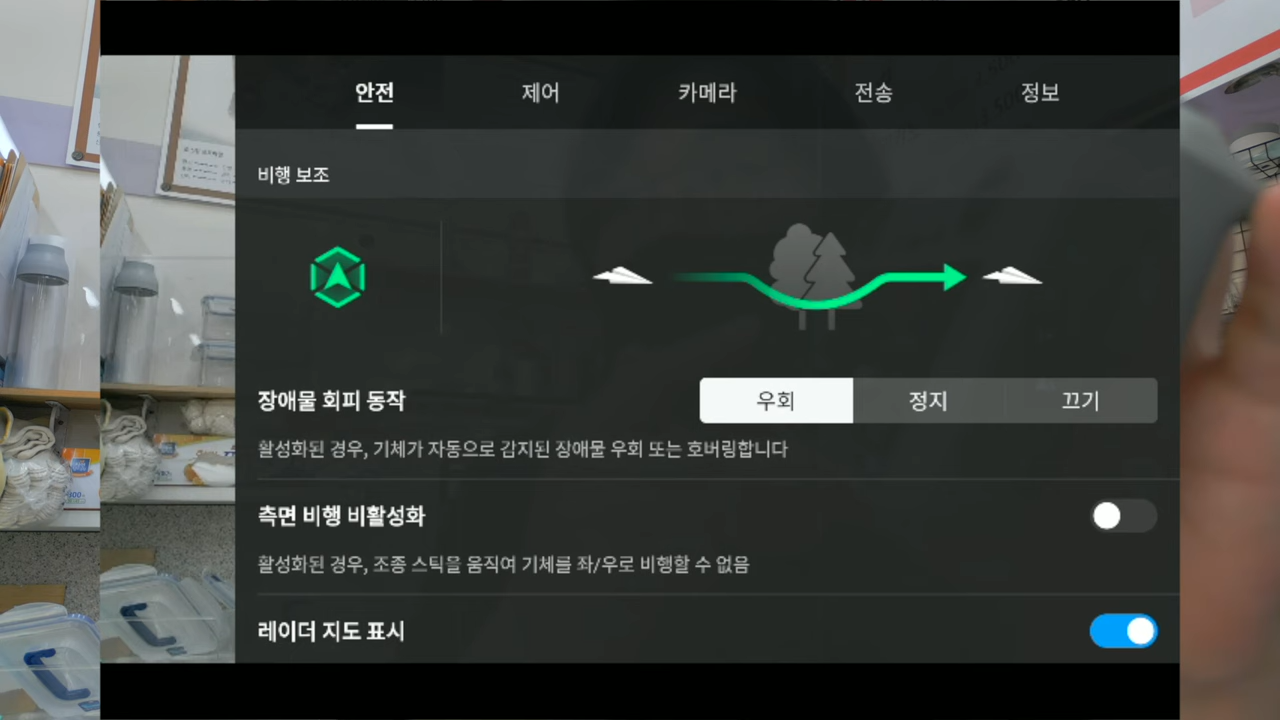 안전 제어 카메라 전송 정보
비행 보조
장애물 회피 동작 우회 정지 끄기
활성화된 경우, 기체가 자동으로 감지된 장애물 우회 또는 호버링합니다
측면 비행 비활성화
활성화된 경우, 조종 스틱을 움직여 기체를 좌/우로 비행할 수 없음
레이더 지도 표시